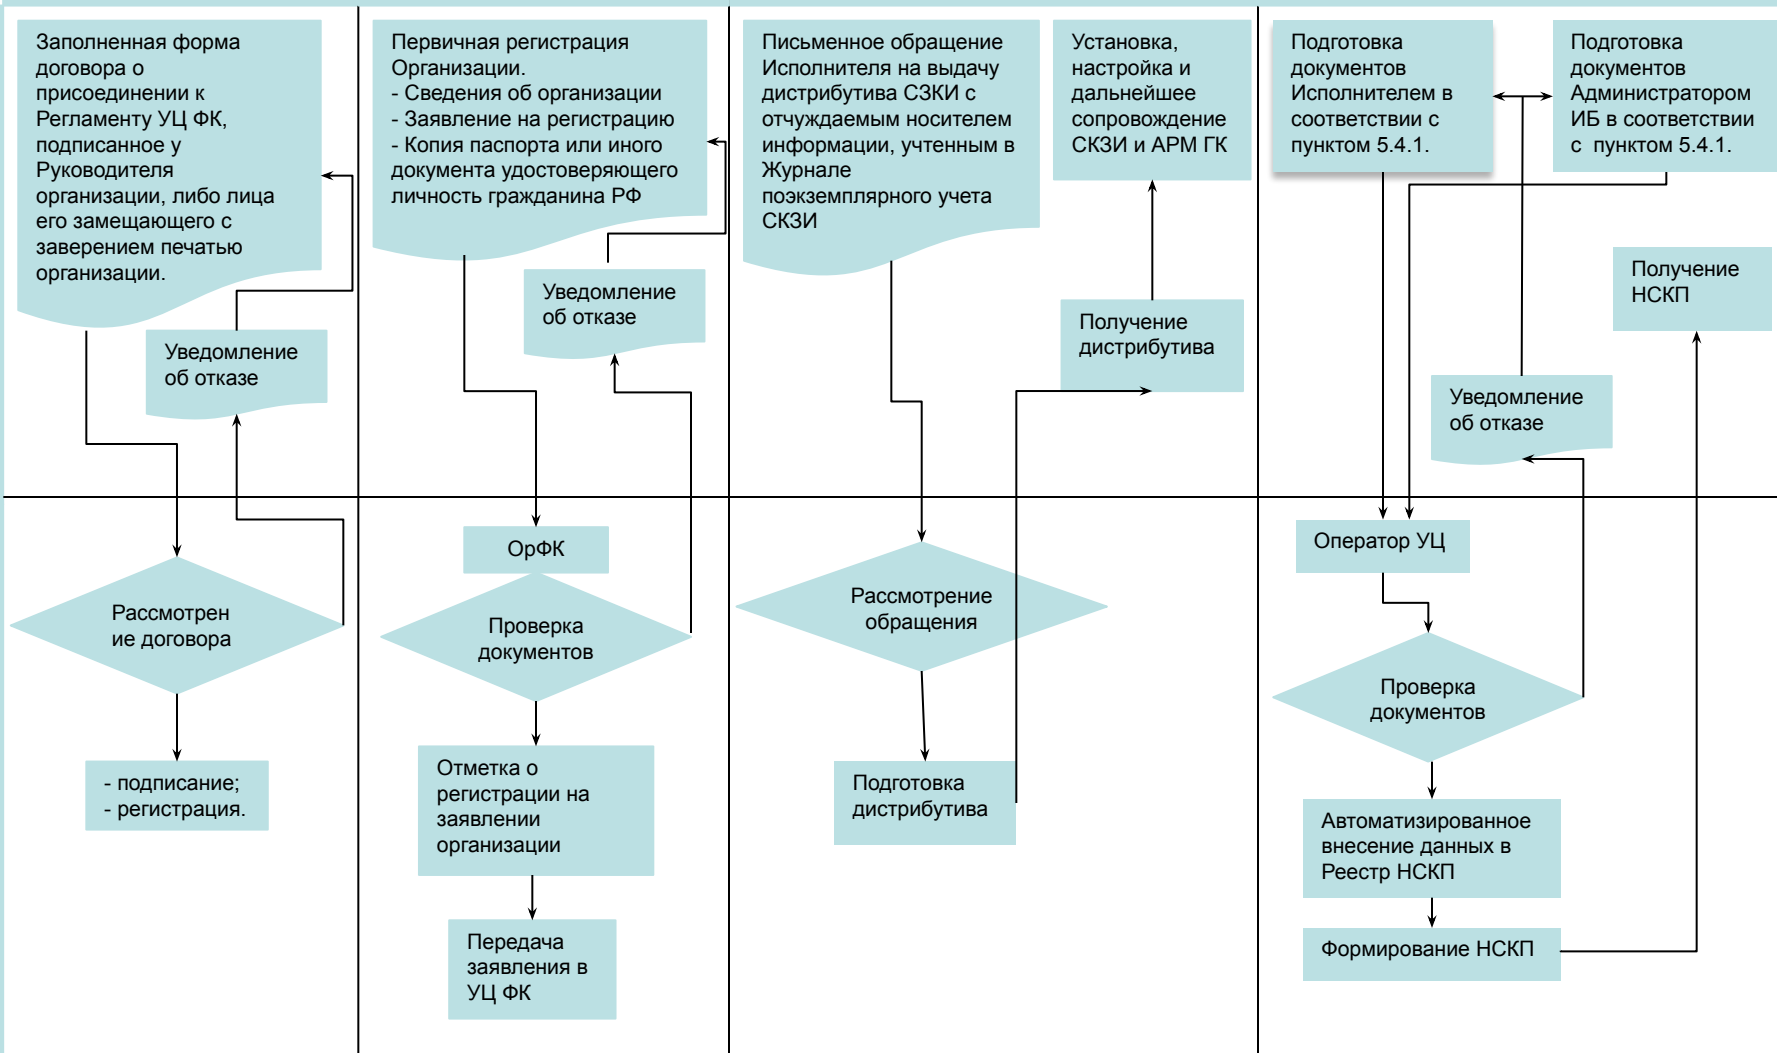 Заполненная форма
договора о
присоединении к
Регламенту УЦ ФК,
подписанное у
Руководителя
организации, либо лица
его замещающего с
заверением печатью
организации.
Уведомление
об отказе
Рассмотрен
ие договора
- подписание;
- регистрация.
Первичная регистрация
Организации.
- Сведения об организации
- Заявление на регистрацию
- Копия паспорта или иного
документа удостоверяющего
личность гражданина РФ
Уведомление
об отказе
ОрФК
Проверка
документов
Отметка о
регистрации на
заявлении
организации
Передача
заявления в
УЦ ФК
Письменное обращение
Исполнителя на выдачу
дистрибутива СЗКИ с
отчуждаемым носителем
информации, учтенным в
Журнале
поэкземплярного учета
СКЗИ
Установка,
настройка и
дальнейшее
сопровождение
СКЗИ и АРМ ГК
Получение
дистрибутива
Рассмотрение
обращения
Подготовка
дистрибутива
Подготовка
документов
Исполнителем в
соответствии с
пунктом 5.4.1.
Подготовка
документов
Администратором
ИБ в соответствии
с пунктом 5.4.1.
Получение
НСКП
Уведомление
об отказе
Оператор УЦ
Проверка
документов
Автоматизированное
внесение данных в
Реестр НСКП
Формирование НСКП